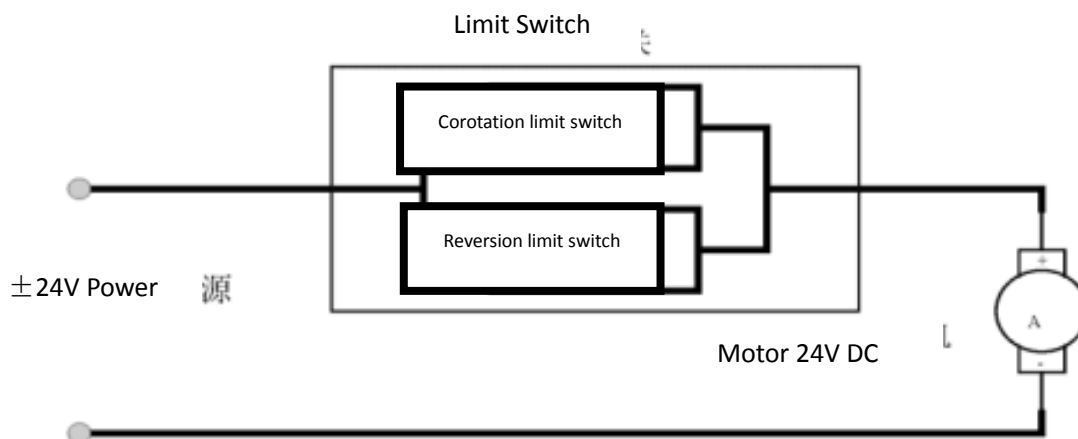 Limit Switch
Corotation limit switch
Reversion limit switch
±24V Power 源
+
A
-
Motor 24V DC